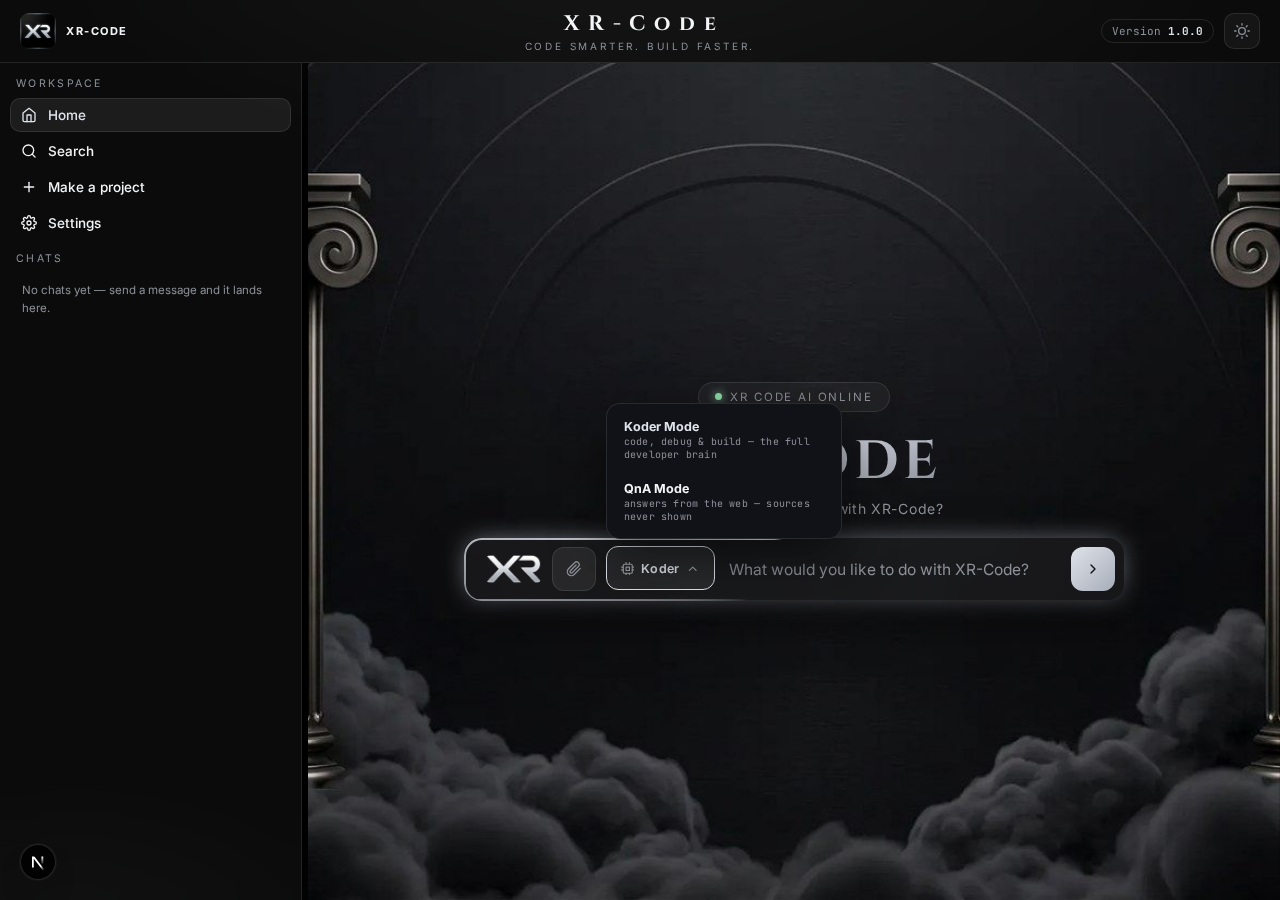 XR
XR-CODE
XR-CODE
CODE SMARTER. BUILD FASTER.
Version 1.0.0
WORKSPACE
Home
Search
Make a project
Settings
CHATS
No chats yet — send a message and it lands
here.
XR CODE AI ONLINE
Koder Mode
code, debug & build — the full
developer brain
QnA Mode
answers from the web — sources
never shown
ODE
with XR-Code?
XR
Koder
What would you like to do with XR-Code?
N